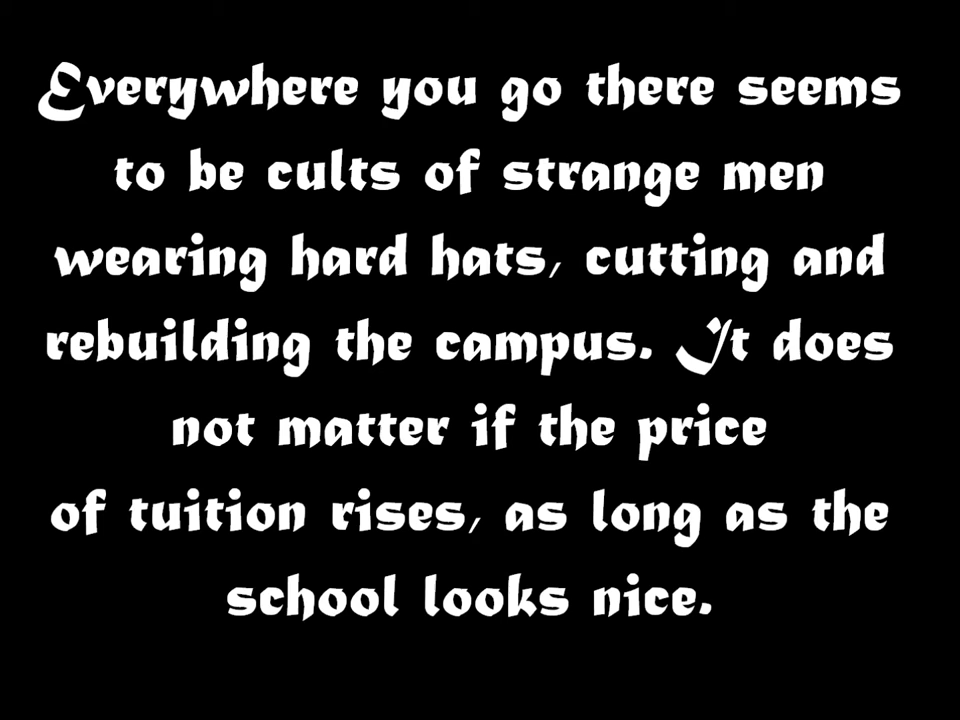 Everywhere you go there seems
to be cults of strange men
wearing hard hats, cutting and
rebuilding the campus. It does
not matter if the price
of tuition rises, as long as the
school looks nice.